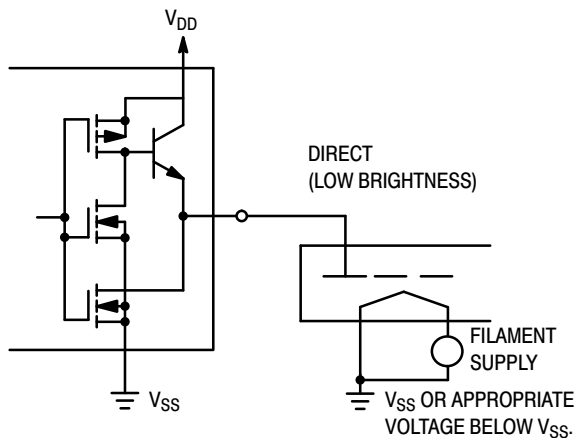 VDD
DIRECT
(LOW BRIGHTNESS)
FILAMENT
SUPPLY
VSS
VSS OR APPROPRIATE
VOLTAGE BELOW VSS.